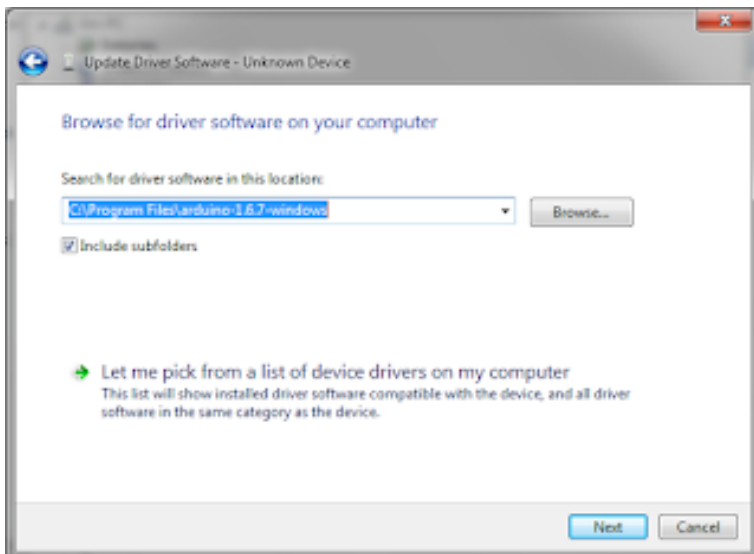 Update Driver Software - Unknown Device
Browse for driver software on your computer
Search for driver software in this location:
C:\Program Files\arduino-1.6.7-windows
Browse...
Include subfolders
Let me pick from a list of device drivers on my computer
This list will show installed driver software compatible with the device, and all driver
software in the same category as the device.
Next
Cancel